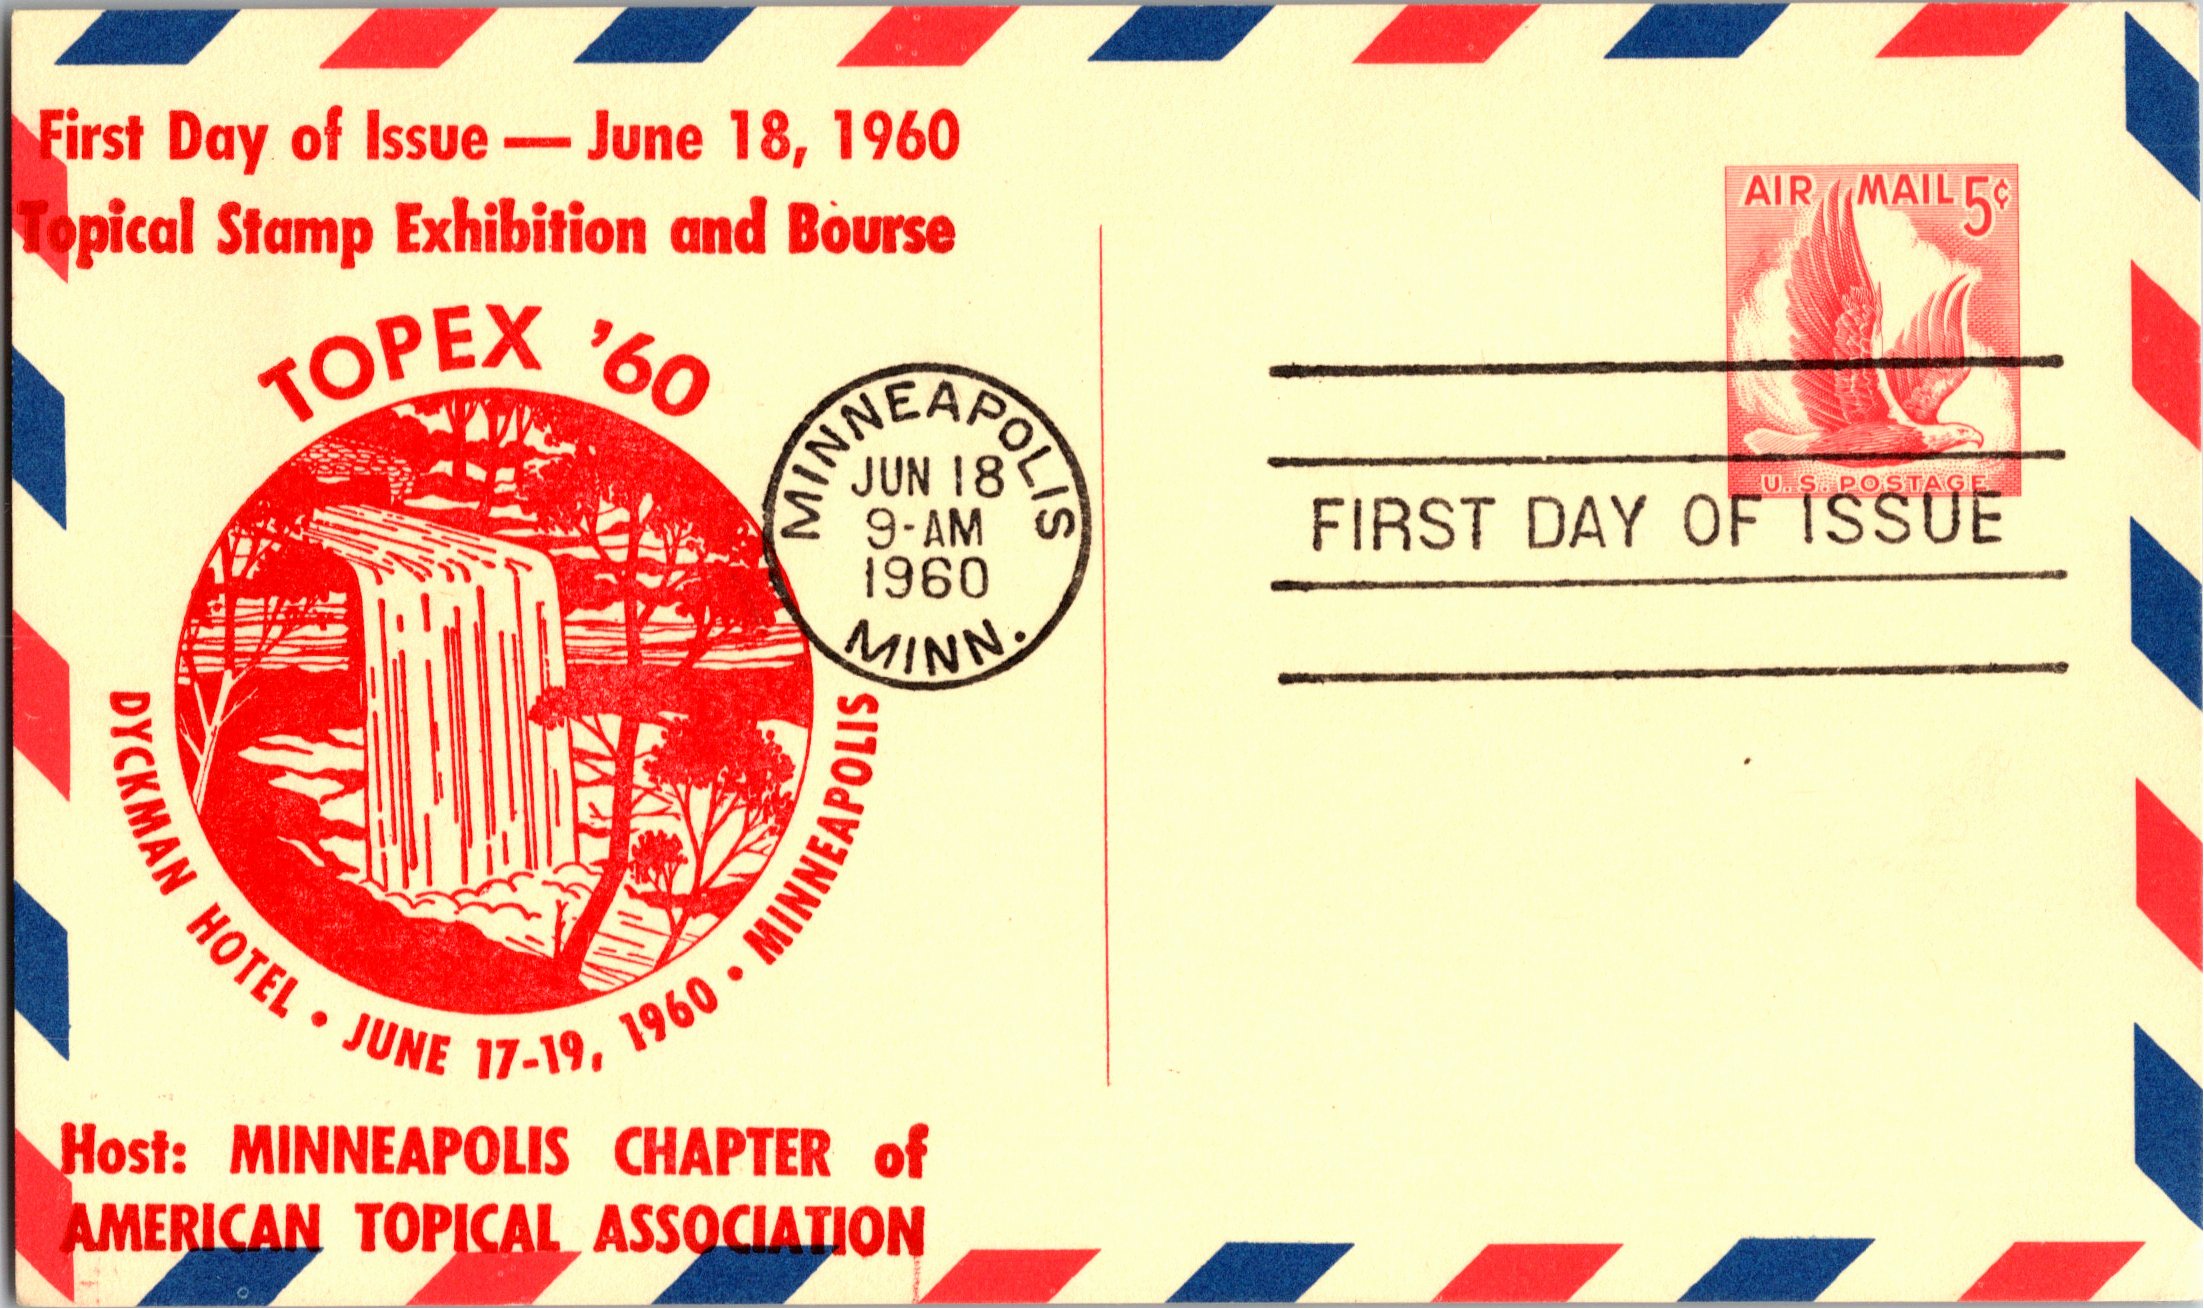 First Day of Issue — June 18, 1960
Topical Stamp Exhibition and Bourse
TOPEX '60
DYCKMAN HOTEL • JUNE 17-19, 1960 • MINNEAPOLIS
Host: MINNEAPOLIS CHAPTER of
AMERICAN TOPICAL ASSOCIATION
MINNEAPOLIS
JUN 18
9-AM
1960
MINN.
AIR MAIL 5¢
U.S. POSTAGE
FIRST DAY OF ISSUE